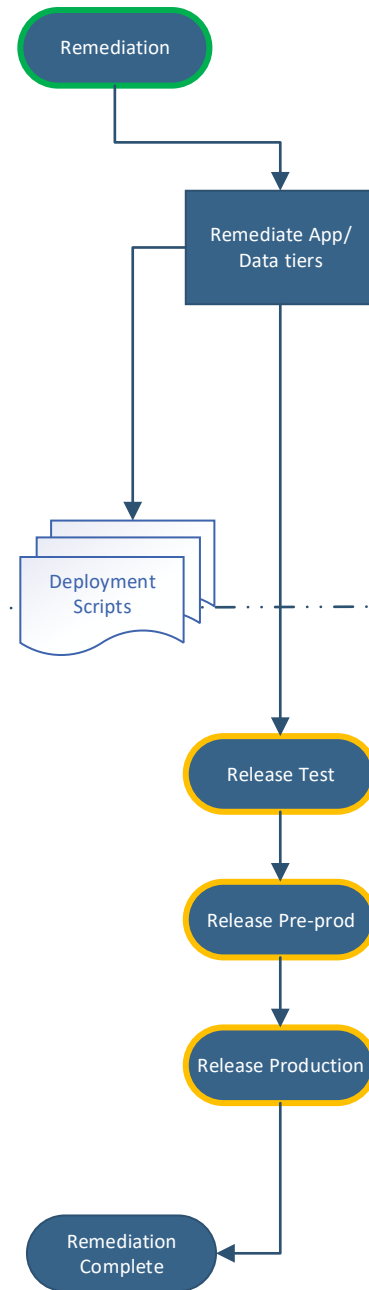 Remediation
Remediate App/
Data tiers
Deployment
Scripts
Release Test
Release Pre-prod
Release Production
Remediation
Complete